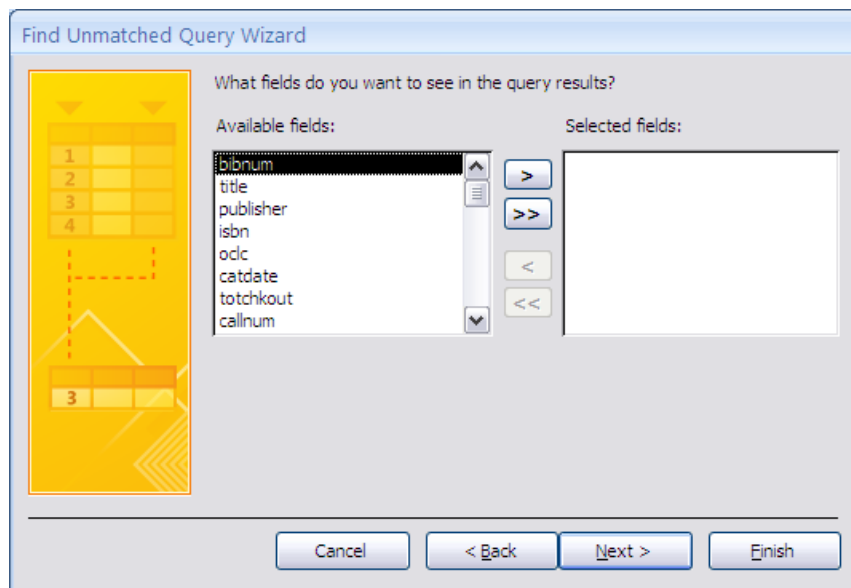 Find Unmatched Query Wizard
What fields do you want to see in the query results?
Available fields:
Selected fields:
bibnum
title
publisher
isbn
oclc
catdate
totchkout
callnum
>
>>
<
<<
1
2
3
4
3
Cancel
< Back
Next >
Finish